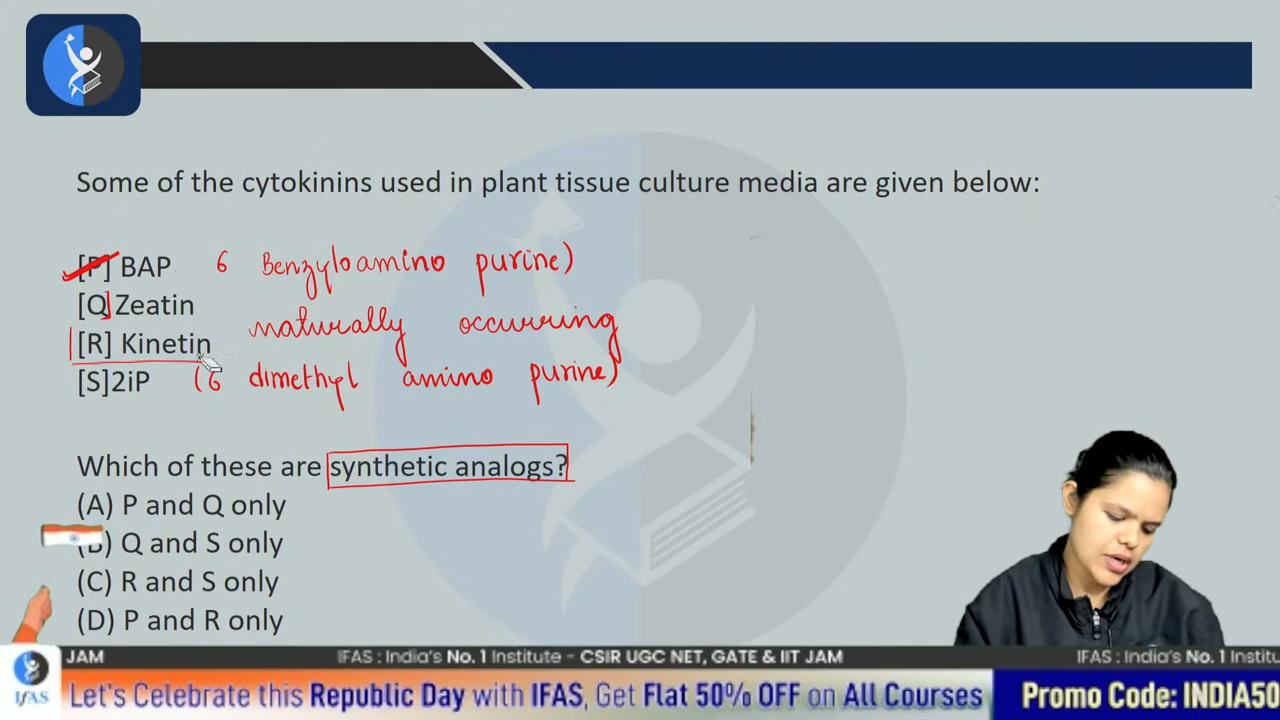 Some of the cytokinins used in plant tissue culture media are given below:
[P] BAP 6 Benzyloamino purine)
[Q] Zeatin
naturally occurring
[R] Kinetin
[S]2iP (6 dimethyl amino purine)
Which of these are synthetic analogs?
(A) P and Q only
(B) Q and S only
(C) R and S only
(D) P and R only
JAM IFAS : India's No. 1 Institute - CSIR UGC NET, GATE & IIT JAM IFAS : India's No. 1 Institu
IFAS Let's Celebrate this Republic Day with IFAS, Get Flat 50% OFF on All Courses Promo Code: INDIA50